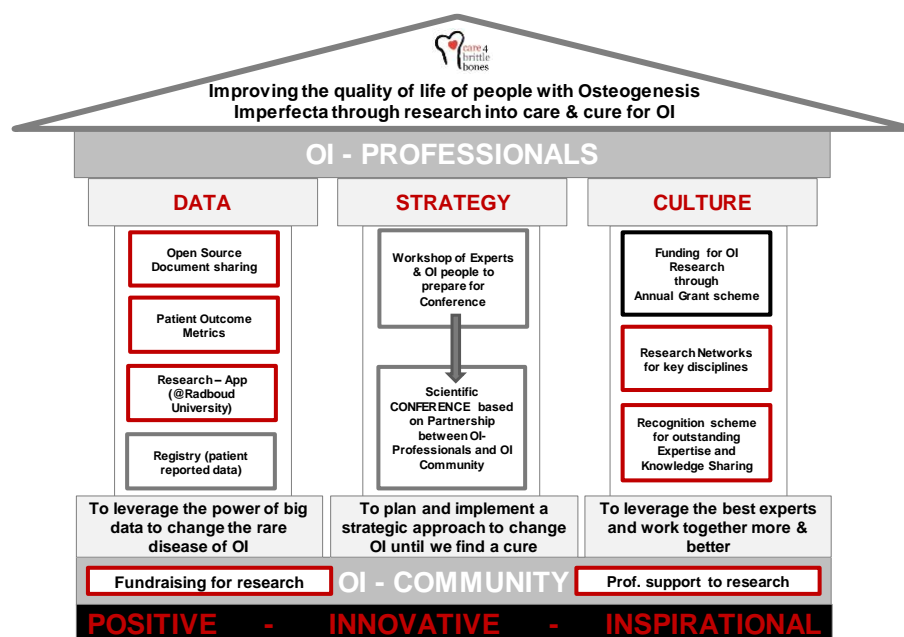 care4
brittle
bones
Improving the quality of life of people with Osteogenesis
Imperfecta through research into care & cure for OI
OI - PROFESSIONALS
DATA
STRATEGY
CULTURE
Open Source
Document sharing
Patient Outcome
Metrics
Research – App
(@Radboud
University)
Registry (patient
reported data)
Workshop of Experts
& OI people to
prepare for
Conference
Scientific
CONFERENCE based
on Partnership
between OI-
Professionals and OI
Community
Funding for OI
Research
through
Annual Grant scheme
Research Networks
for key disciplines
Recognition scheme
for outstanding
Expertise and
Knowledge Sharing
To leverage the power of big
data to change the rare
disease of OI
To plan and implement a
strategic approach to change
OI until we find a cure
To leverage the best experts
and work together more &
better
Fundraising for research
OI - COMMUNITY
Prof. support to research
POSITIVE - INNOVATIVE - INSPIRATIONAL